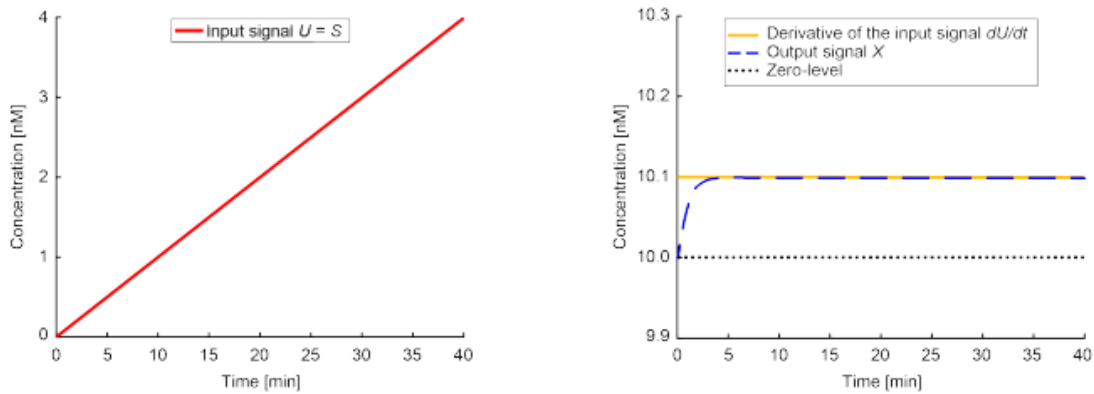 4
3
2
1
0
Concentration [nM]
Input signal U = S
0 5 10 15 20 25 30 35 40
Time [min]
10.3
10.2
10.1
10.0
9.9
Concentration [nM]
Derivative of the input signal dU/dt
Output signal X
Zero-level
0 5 10 15 20 25 30 35 40
Time [min]